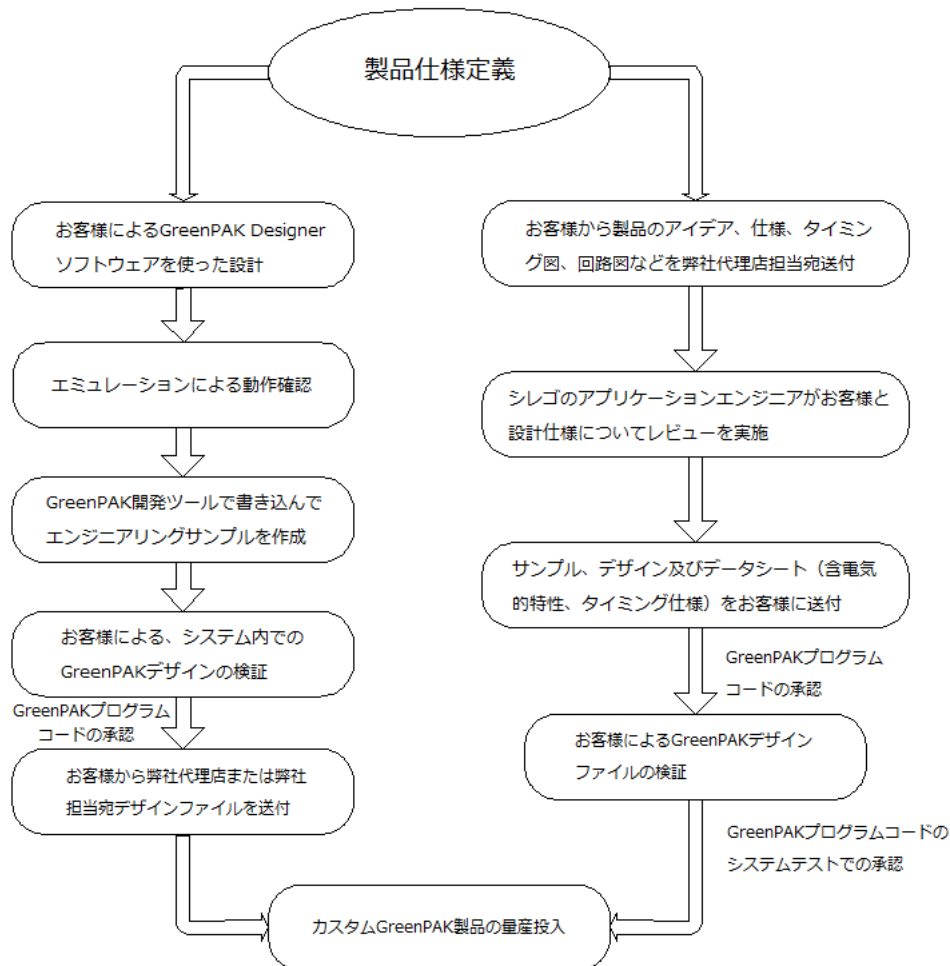 製品仕様定義
お客様によるGreenPAK Designer
ソフトウェアを使った設計
エミュレーションによる動作確認
GreenPAK開発ツールで書き込んで
エンジニアリングサンプルを作成
お客様による、システム内での
GreenPAKデザインの検証
GreenPAKプログラム
コードの承認
お客様から弊社代理店または弊社
担当宛デザインファイルを送付
お客様から製品のアイデア、仕様、タイミン
グ図、回路図などを弊社代理店担当宛送付
シレゴのアプリケーションエンジニアがお客様と
設計仕様についてレビューを実施
サンプル、デザイン及びデータシート（含電気
的特性、タイミング仕様）をお客様に送付
GreenPAKプログラム
コードの承認
お客様によるGreenPAKデザイン
ファイルの検証
GreenPAKプログラムコードの
システムテストでの承認
カスタムGreenPAK製品の量産投入